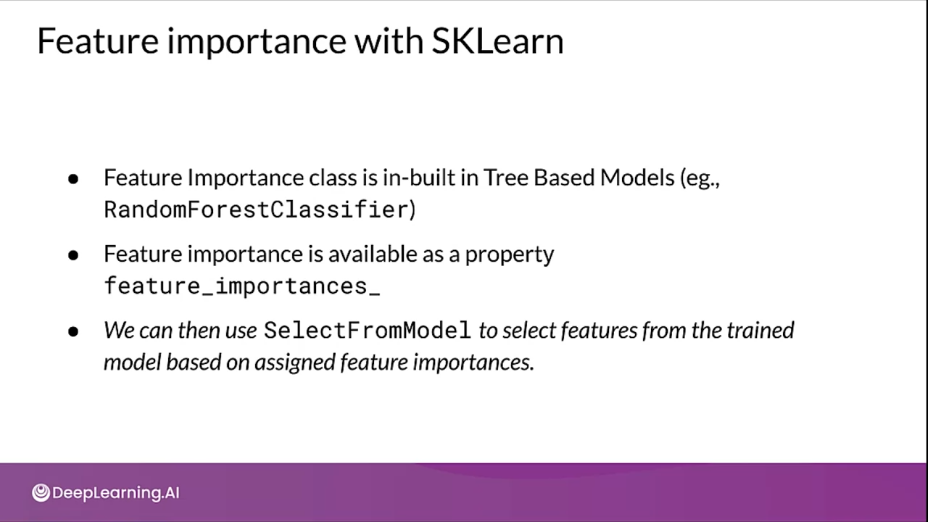 Feature importance with SKLearn
● Feature Importance class is in-built in Tree Based Models (eg.,
RandomForestClassifier)
● Feature importance is available as a property
feature_importances_
● We can then use SelectFromModel to select features from the trained
model based on assigned feature importances.
DeepLearning.AI